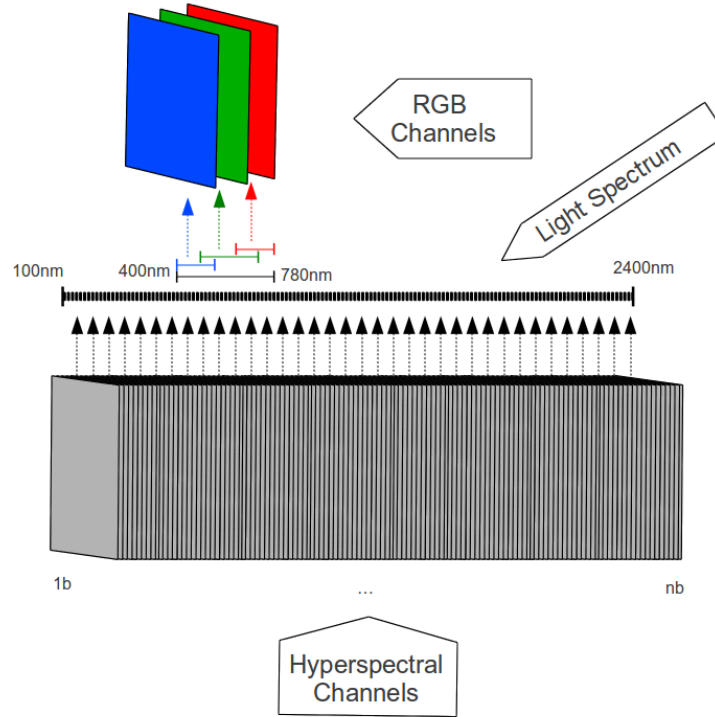 RGB
Channels
Light Spectrum
100nm
400nm
780nm
2400nm
1b
...
nb
Hyperspectral
Channels